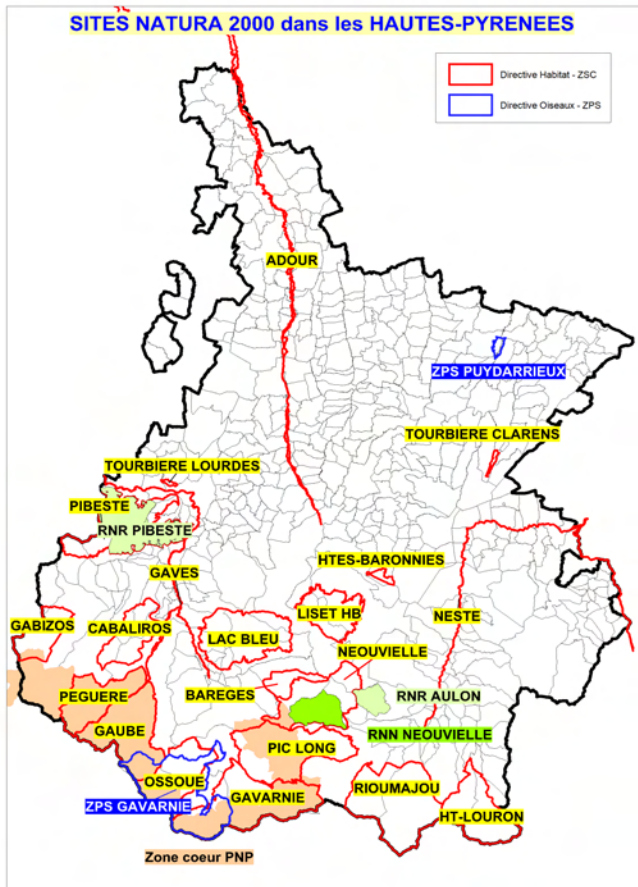 SITES NATURA 2000 dans les HAUTES-PYRENEES
Directive Habitat - ZSC
Directive Oiseaux - ZPS
ADOUR
ZPS PUYDARRIEUX
TOURBIERE CLARENS
TOURBIERE LOURDES
PIBESTE
RNR PIBESTE
HTES-BARONNIES
GAVES
LISET HB
NESTE
GABIZOS
CABALIROS
LAC BLEU
NEOUVIELLE
PEGUERE
BAREGES
RNR AULON
GAUBE
RNN NEOUVIELLE
PIC LONG
OSSOUE
RIOUMAJOU
ZPS GAVARNIE
GAVARNIE
HT-LOURON
Zone coeur PNP